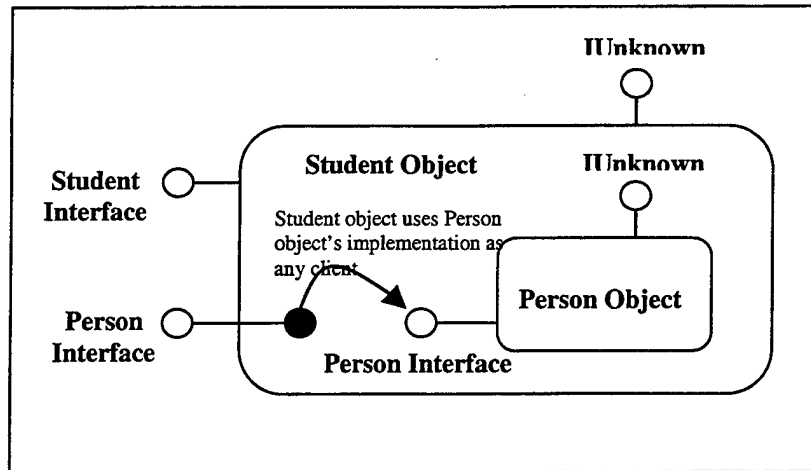 IUnknown
Student Object
IUnknown
Student
Interface
Student object uses Person
object's implementation as
any client
Person
Interface
Person Object
Person Interface